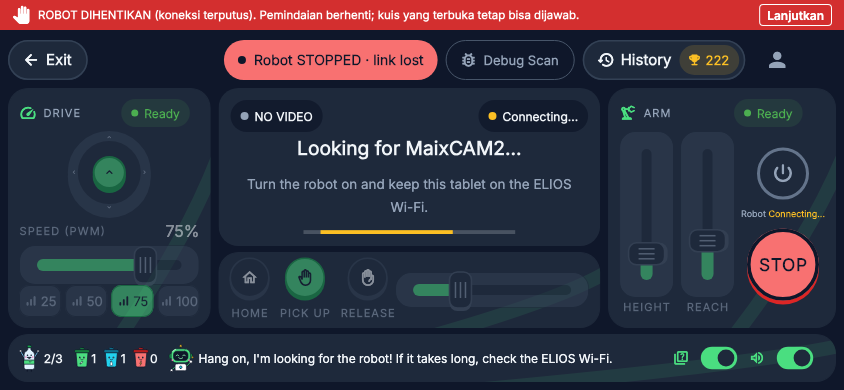 ROBOT DIHENTIKAN (koneksi terputus). Pemindaian berhenti; kuis yang terbuka tetap bisa dijawab.
Lanjutkan
Exit
Robot STOPPED · link lost
Debug Scan
History
222
DRIVE
Ready
SPEED (PWM)
75%
25
50
75
100
NO VIDEO
Connecting...
Looking for MaixCAM2...
Turn the robot on and keep this tablet on the ELIOS
Wi-Fi.
HOME
PICK UP
RELEASE
ARM
Ready
HEIGHT
REACH
Robot Connecting...
STOP
2/3
1
1
0
Hang on, I'm looking for the robot! If it takes long, check the ELIOS Wi-Fi.